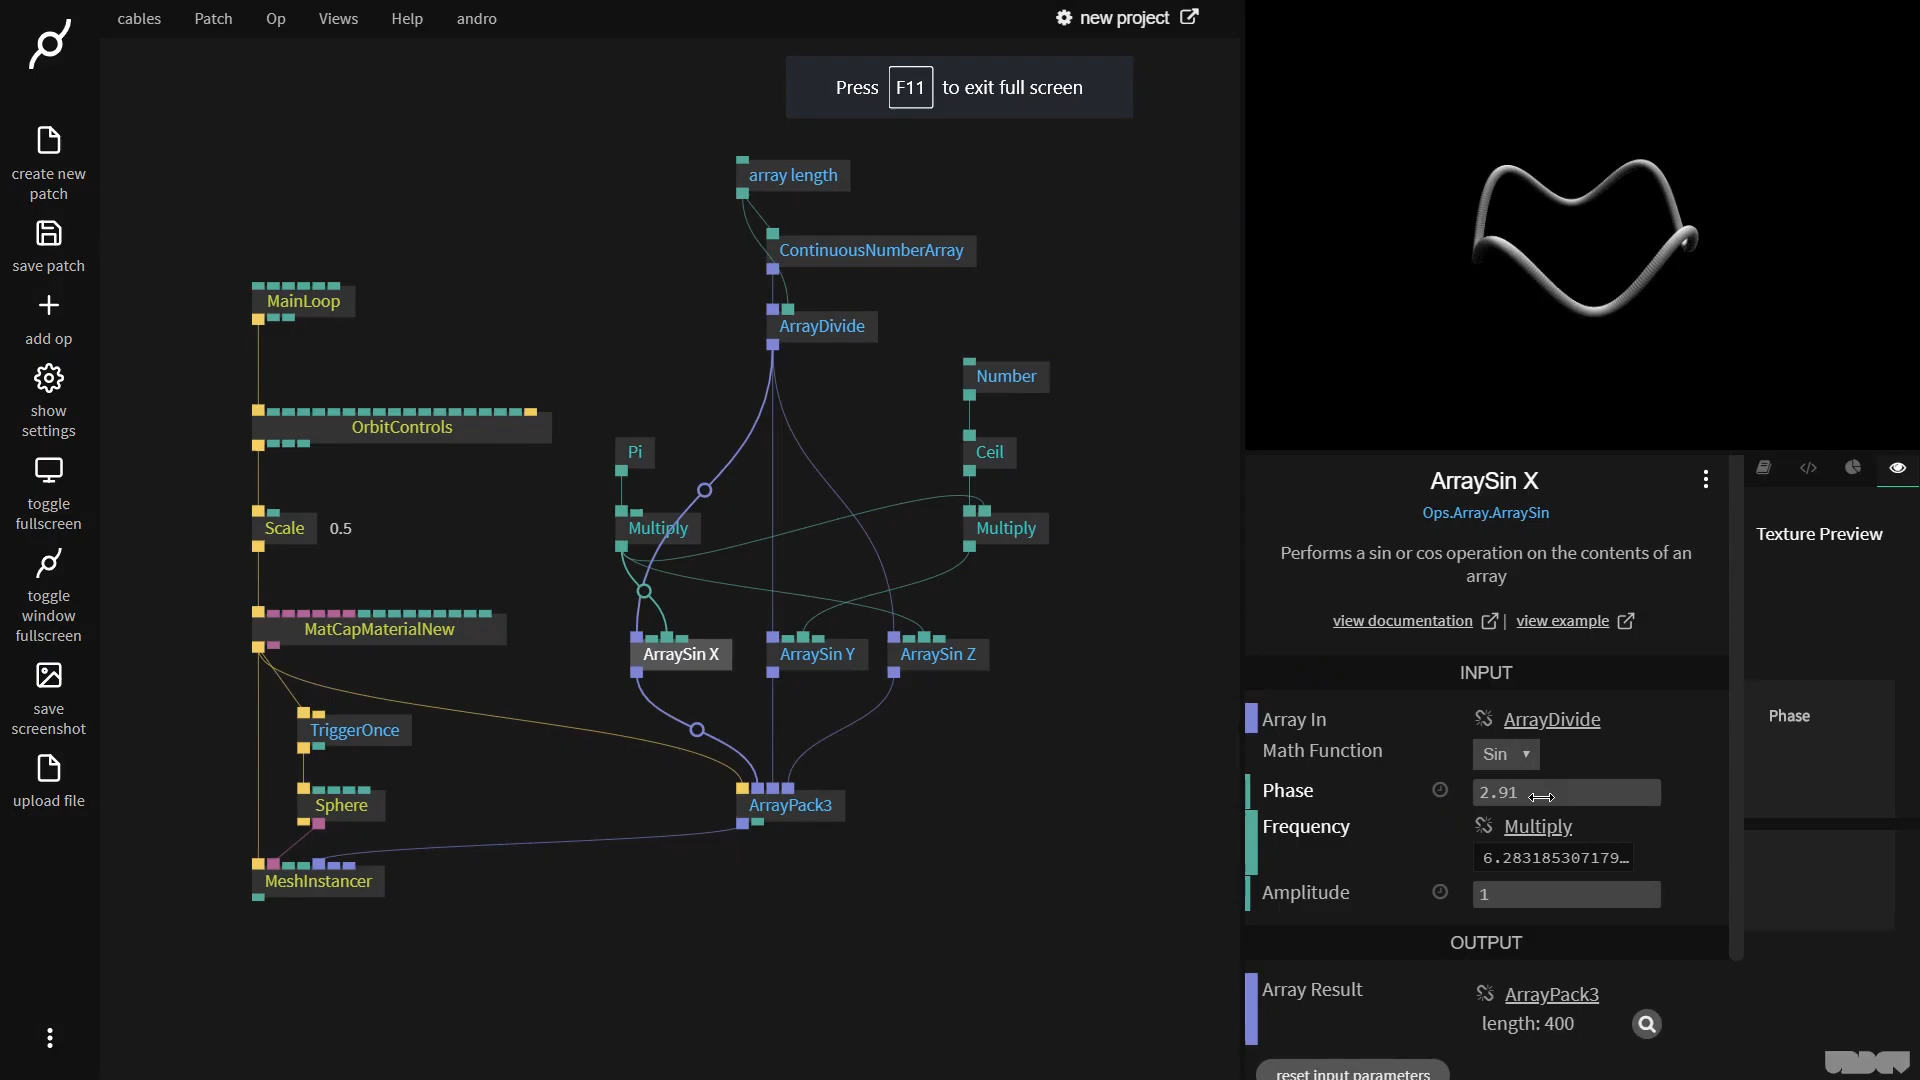 cables Patch Op Views Help andro
new project
Press F11 to exit full screen
create new
patch
save patch
add op
show
settings
toggle
fullscreen
toggle
window
fullscreen
save
screenshot
upload file
array length
ContinuousNumberArray
MainLoop
ArrayDivide
Number
OrbitControls
Pi
Ceil
Scale 0.5
Multiply
Multiply
MatCapMaterialNew
ArraySin X
ArraySin Y
ArraySin Z
TriggerOnce
Sphere
ArrayPack3
MeshInstancer
ArraySin X
Ops.Array.ArraySin
Performs a sin or cos operation on the contents of an
array
view documentation | view example
INPUT
Array In ArrayDivide
Math Function Sin
Phase 2.91
Frequency Multiply
6.283185307179…
Amplitude 1
OUTPUT
Array Result ArrayPack3
length: 400
reset input parameters
Texture Preview
Phase